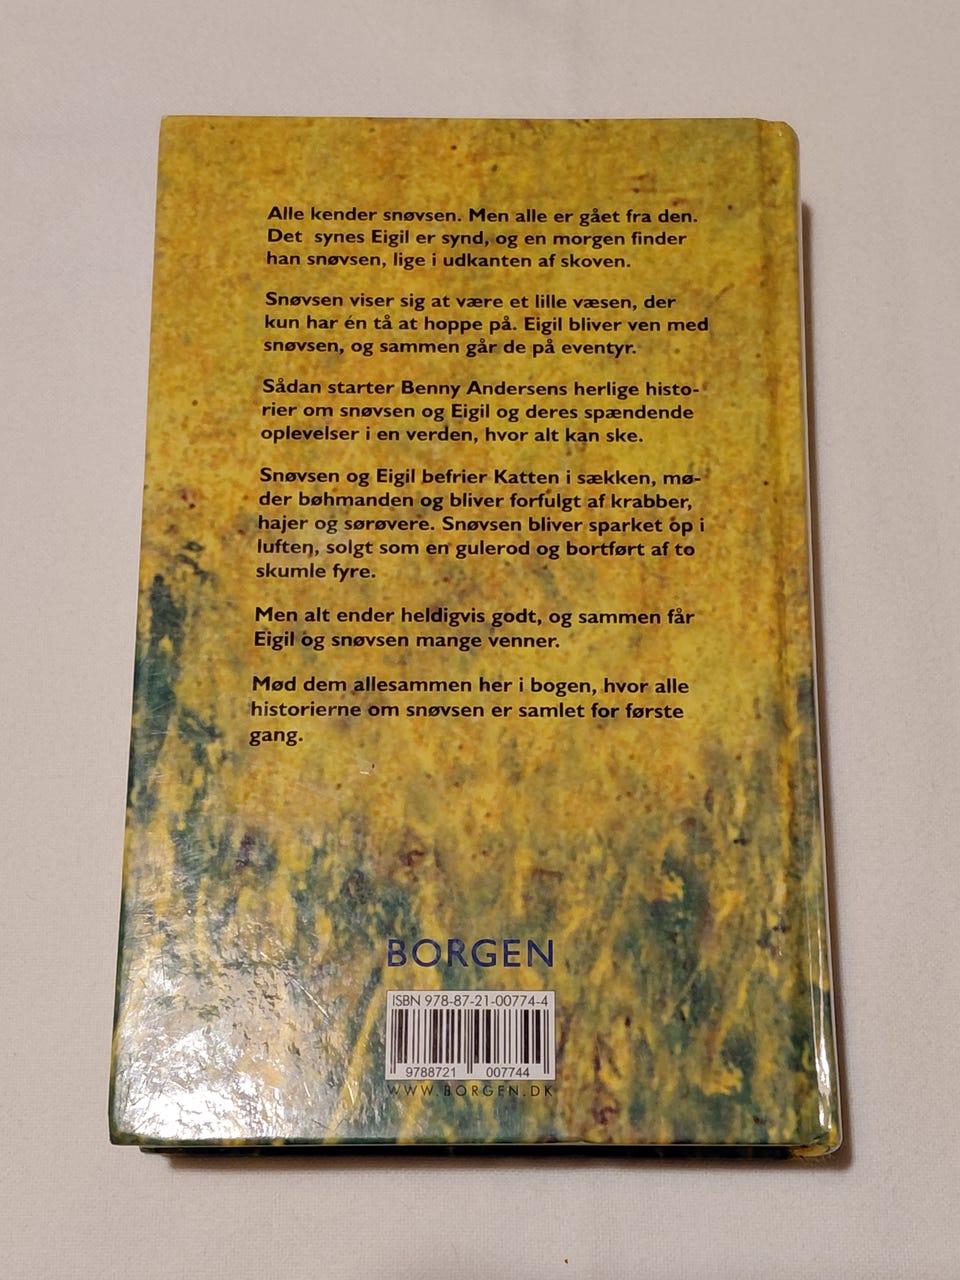 Alle kender snøvsen. Men alle er gået fra den.
Det synes Eigil er synd, og en morgen finder
han snøvsen, lige i udkanten af skoven.
Snøvsen viser sig at være et lille væsen, der
kun har én tå at hoppe på. Eigil bliver ven med
snøvsen, og sammen går de på eventyr.
Sådan starter Benny Andersens herlige histo-
rier om snøvsen og Eigil og deres spændende
oplevelser i en verden, hvor alt kan ske.
Snøvsen og Eigil befrier Katten i sækken, mø-
der bøhmanden og bliver forfulgt af krabber,
hajer og sørøvere. Snøvsen bliver sparket op i
luften, solgt som en gulerod og bortført af to
skumle fyre.
Men alt ender heldigvis godt, og sammen får
Eigil og snøvsen mange venner.
Mød dem allesammen her i bogen, hvor alle
historierne om snøvsen er samlet for første
gang.
BORGEN
ISBN 978-87-21-00774-4
9788721 007744
WWW.BORGEN.DK